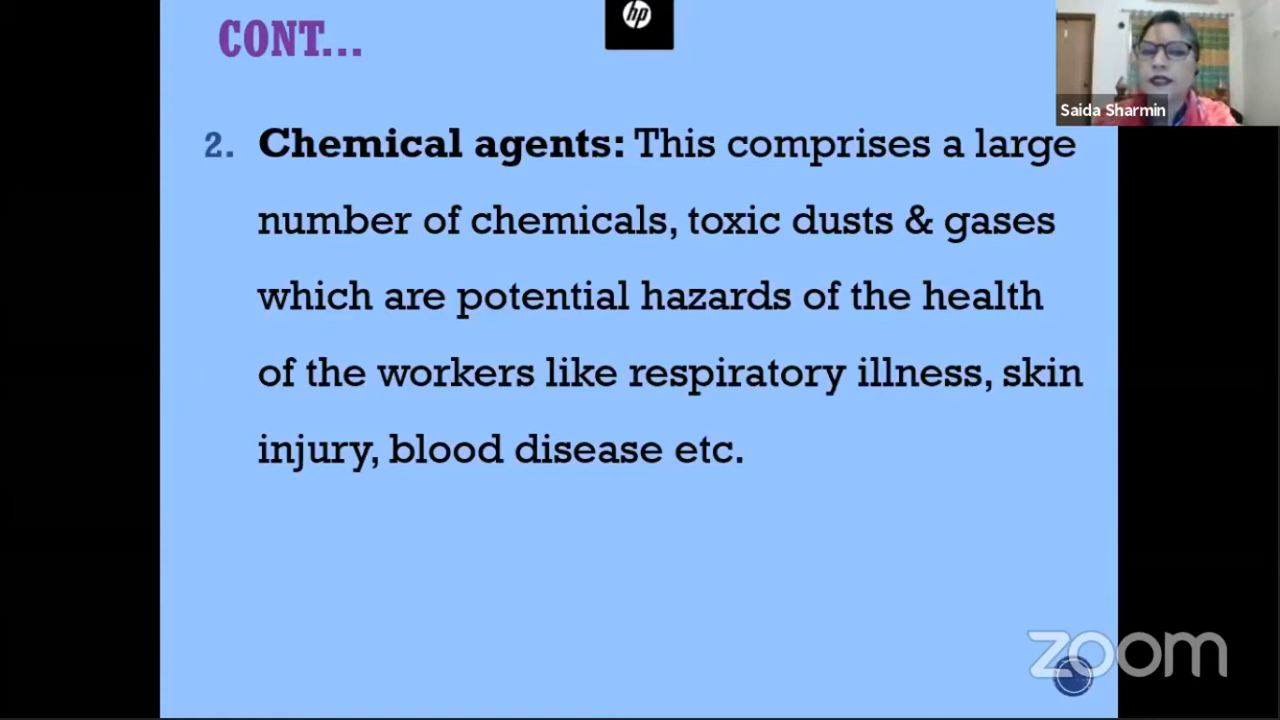 CONT...
hp
Saida Sharmin
2. Chemical agents: This comprises a large
number of chemicals, toxic dusts & gases
which are potential hazards of the health
of the workers like respiratory illness, skin
injury, blood disease etc.
zoom